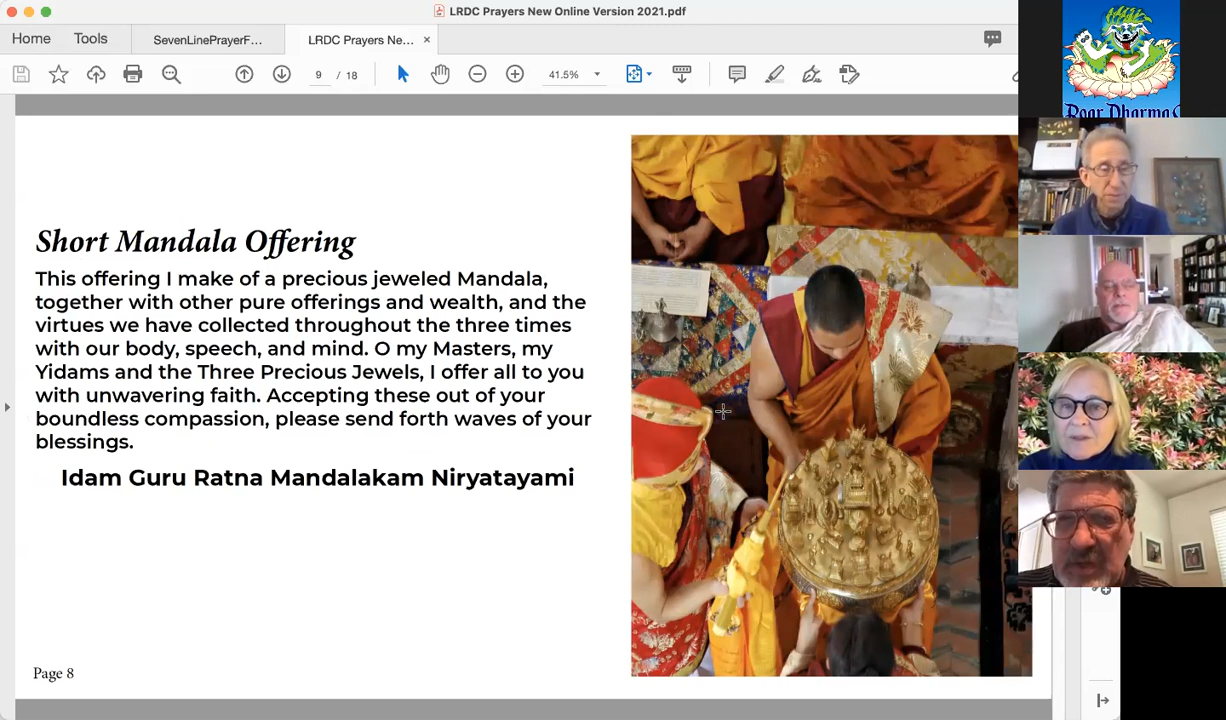 LRDC Prayers New Online Version 2021.pdf
Home Tools SevenLinePrayerF... LRDC Prayers Ne... ×
9 / 18 41.5%
Roar Dharma
Short Mandala Offering
This offering I make of a precious jeweled Mandala,
together with other pure offerings and wealth, and the
virtues we have collected throughout the three times
with our body, speech, and mind. O my Masters, my
Yidams and the Three Precious Jewels, I offer all to you
with unwavering faith. Accepting these out of your
boundless compassion, please send forth waves of your
blessings.
Idam Guru Ratna Mandalakam Niryatayami
Page 8